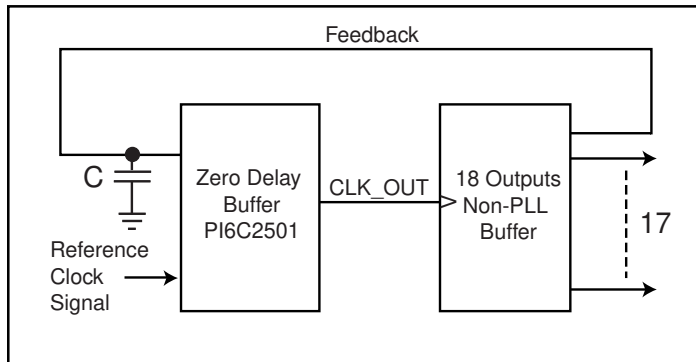 Feedback
C
Zero Delay
Buffer
PI6C2501
CLK_OUT
18 Outputs
Non-PLL
Buffer
17
Reference
Clock
Signal